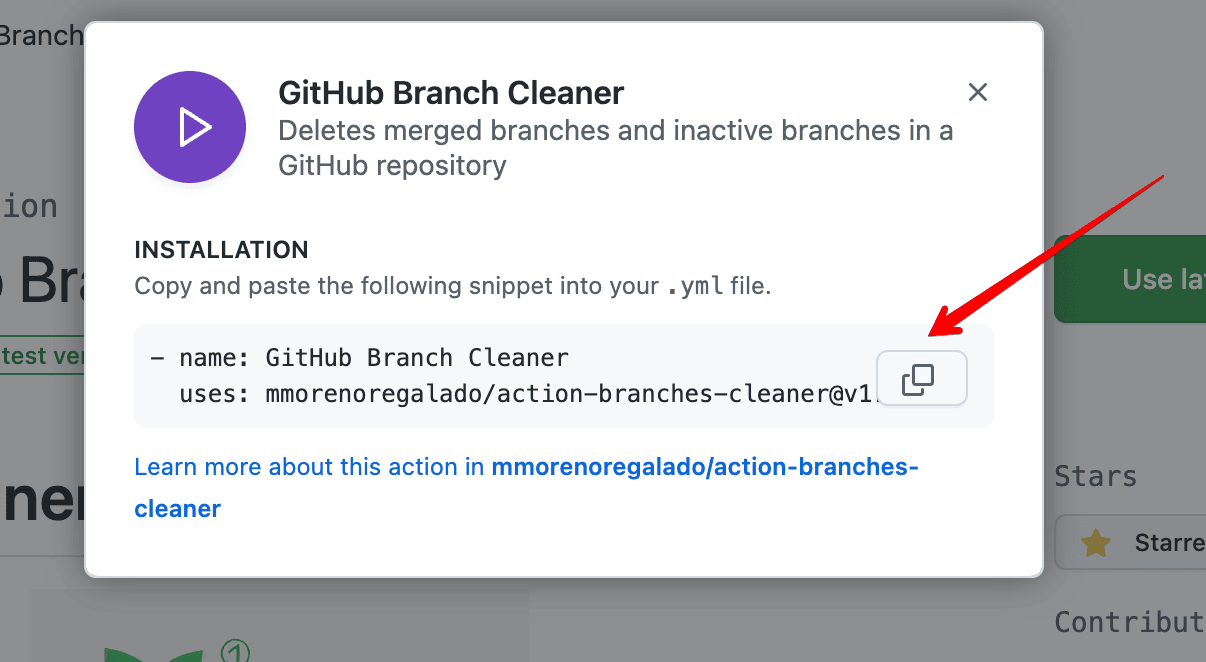 Branch
GitHub Branch Cleaner
Deletes merged branches and inactive branches in a
GitHub repository
ion
INSTALLATION
Copy and paste the following snippet into your .yml file.
Use la
test ver
- name: GitHub Branch Cleaner
uses: mmorenoregalado/action-branches-cleaner@v1.
Learn more about this action in mmorenoregalado/action-branches-
cleaner
Stars
ner
Starre
Contribut
1